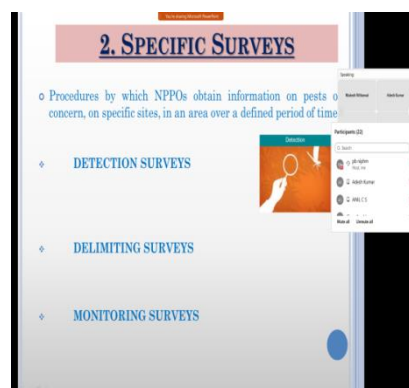 You're sharing Microsoft PowerPoint
2. SPECIFIC SURVEYS
Procedures by which NPPOs obtain information on pests o
concern, on specific sites, in an area over a defined period of time
Speaking
Participants (22)
Search
Host, me
Adesh Kumar
ANIL C S
Mute all Unmute all
Detection
DETECTION SURVEYS
DELIMITING SURVEYS
MONITORING SURVEYS